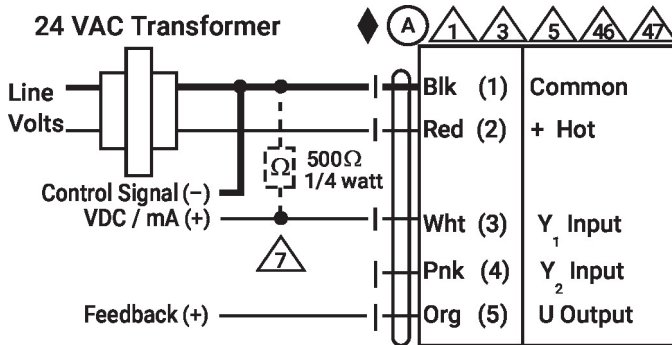 24 VAC Transformer
A 1 3 5 46 47
Line
Volts
Blk (1) Common
Red (2) + Hot
Ω 500Ω
1/4 watt
Control Signal (−)
VDC / mA (+)
Wht (3) Y₁ Input
7
Pnk (4) Y₂ Input
Feedback (+)
Org (5) U Output